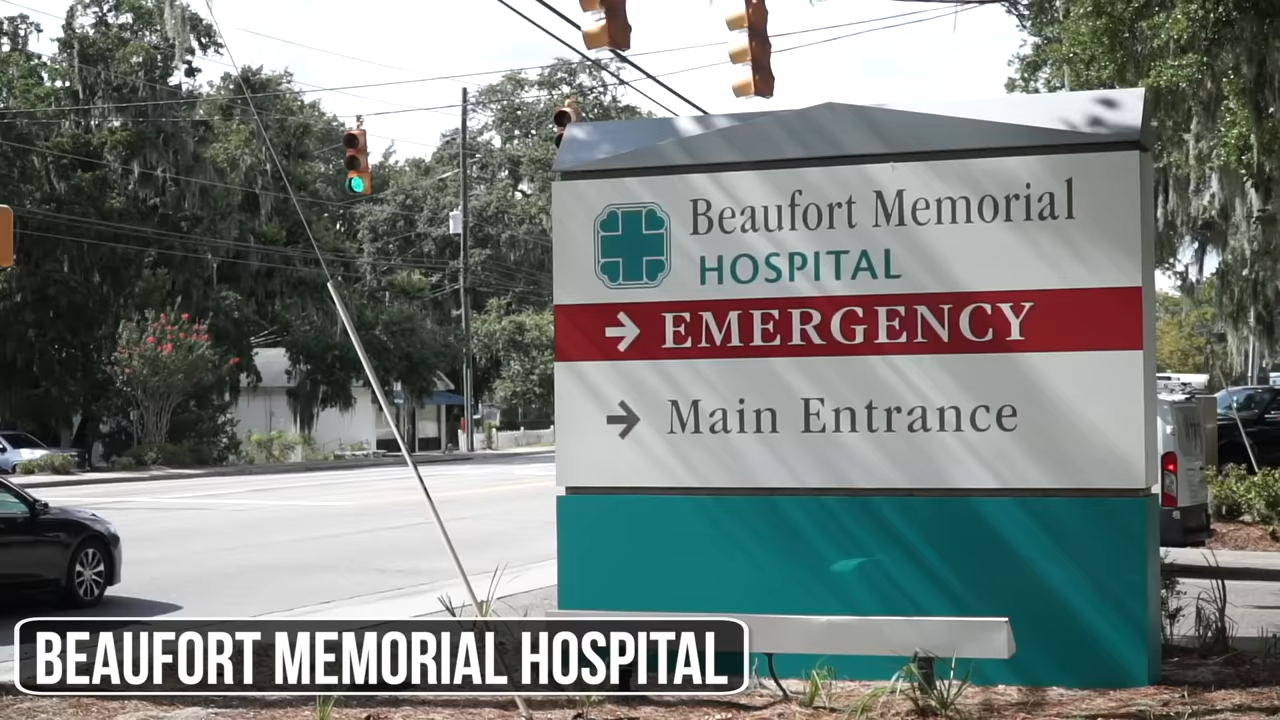 Beaufort Memorial
HOSPITAL
EMERGENCY
Main Entrance
BEAUFORT MEMORIAL HOSPITAL